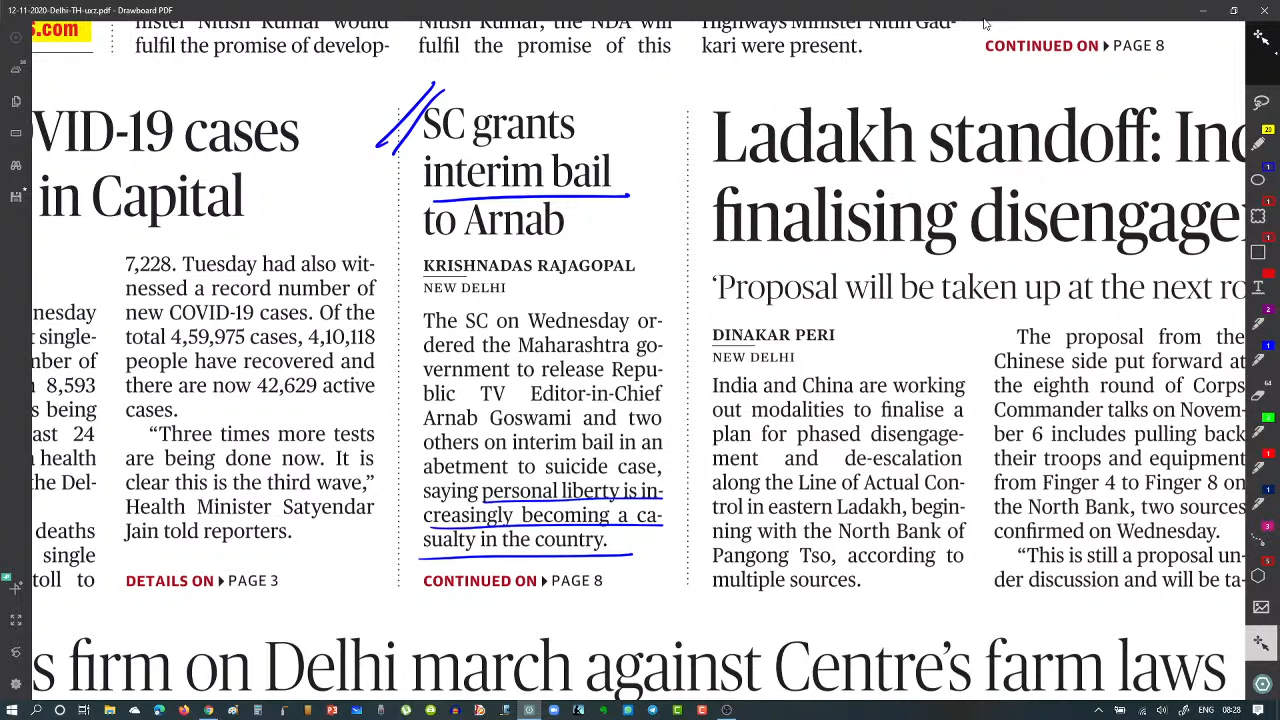 12-11-2020-Delhi-TH-uxz.pdf - Drawboard PDF
s.com
fulfil the promise of develop-
fulfil the promise of this
Highways Minister Nitin Gad-
kari were present.
CONTINUED ON PAGE 8
OVID-19 cases
in Capital
nesday
single-
mber of
8,593
s being
ast 24
health
the Del-
deaths
single
toll to
7,228. Tuesday had also wit-
nessed a record number of
new COVID-19 cases. Of the
total 4,59,975 cases, 4,10,118
people have recovered and
there are now 42,629 active
cases.
“Three times more tests
are being done now. It is
clear this is the third wave,”
Health Minister Satyendar
Jain told reporters.
DETAILS ON PAGE 3
SC grants
interim bail
to Arnab
KRISHNADAS RAJAGOPAL
NEW DELHI
The SC on Wednesday or-
dered the Maharashtra go-
vernment to release Repu-
blic TV Editor-in-Chief
Arnab Goswami and two
others on interim bail in an
abetment to suicide case,
saying personal liberty is in-
creasingly becoming a ca-
sualty in the country.
CONTINUED ON PAGE 8
Ladakh standoff: Ind
finalising disengage
‘Proposal will be taken up at the next ro
DINAKAR PERI
NEW DELHI
India and China are working
out modalities to finalise a
plan for phased disengage-
ment and de-escalation
along the Line of Actual Con-
trol in eastern Ladakh, begin-
ning with the North Bank of
Pangong Tso, according to
multiple sources.
The proposal from the
Chinese side put forward at
the eighth round of Corps
Commander talks on Novem-
ber 6 includes pulling back
their troops and equipment
from Finger 4 to Finger 8 on
the North Bank, two sources
confirmed on Wednesday.
“This is still a proposal un-
der discussion and will be ta-
s firm on Delhi march against Centre’s farm laws
ENG 08:28